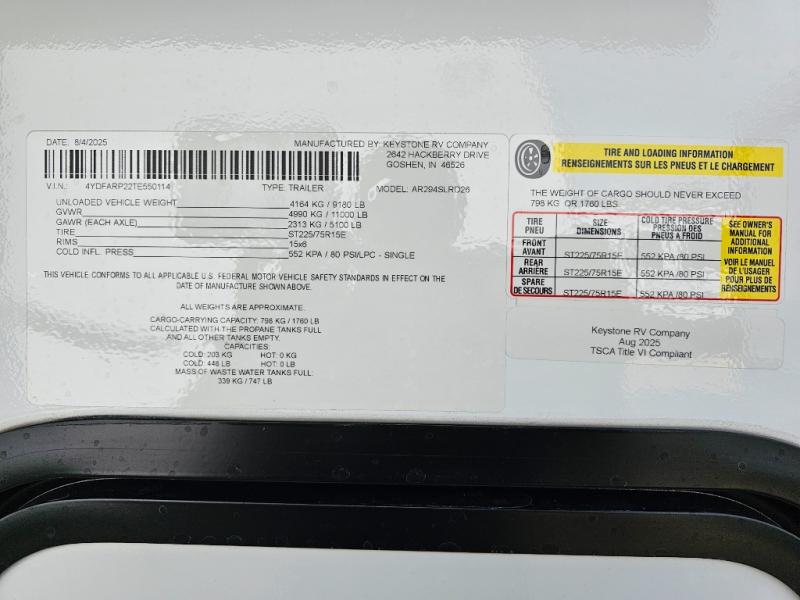 DATE: 8/4/2025
MANUFACTURED BY: KEYSTONE RV COMPANY
2642 HACKBERRY DRIVE
GOSHEN, IN 46526
V.I.N.: 4YDFARP22TE550114 TYPE: TRAILER MODEL: AR294SLRD26
UNLOADED VEHICLE WEIGHT 4164 KG / 9180 LB
GVWR 4990 KG / 11000 LB
GAWR (EACH AXLE) 2313 KG / 5100 LB
TIRE ST225/75R15E
RIMS 15x6
COLD INFL. PRESS 552 KPA / 80 PSI/LPC - SINGLE
THIS VEHICLE CONFORMS TO ALL APPLICABLE U.S. FEDERAL MOTOR VEHICLE SAFETY STANDARDS IN EFFECT ON THE
DATE OF MANUFACTURE SHOWN ABOVE.
ALL WEIGHTS ARE APPROXIMATE.
CARGO-CARRYING CAPACITY: 798 KG / 1760 LB
CALCULATED WITH THE PROPANE TANKS FULL
AND ALL OTHER TANKS EMPTY.
CAPACITIES:
COLD: 203 KG HOT: 0 KG
COLD: 448 LB HOT: 0 LB
MASS OF WASTE WATER TANKS FULL:
339 KG / 747 LB
TIRE AND LOADING INFORMATION
RENSEIGNEMENTS SUR LES PNEUS ET LE CHARGEMENT
THE WEIGHT OF CARGO SHOULD NEVER EXCEED
798 KG OR 1760 LBS.
TIRE
PNEU
SIZE
DIMENSIONS
COLD TIRE PRESSURE
PRESSION DES
PNEUS A FROID
FRONT
AVANT
ST225/75R15E 552 KPA /80 PSI
REAR
ARRIÈRE
ST225/75R15E 552 KPA /80 PSI
SPARE
DE SECOURS
ST225/75R15E 552 KPA /80 PSI
SEE OWNER'S
MANUAL FOR
ADDITIONAL
INFORMATION
VOIR LE MANUEL
DE L'USAGER
POUR PLUS DE
RENSEIGNEMENTS
Keystone RV Company
Aug 2025
TSCA Title VI Compliant